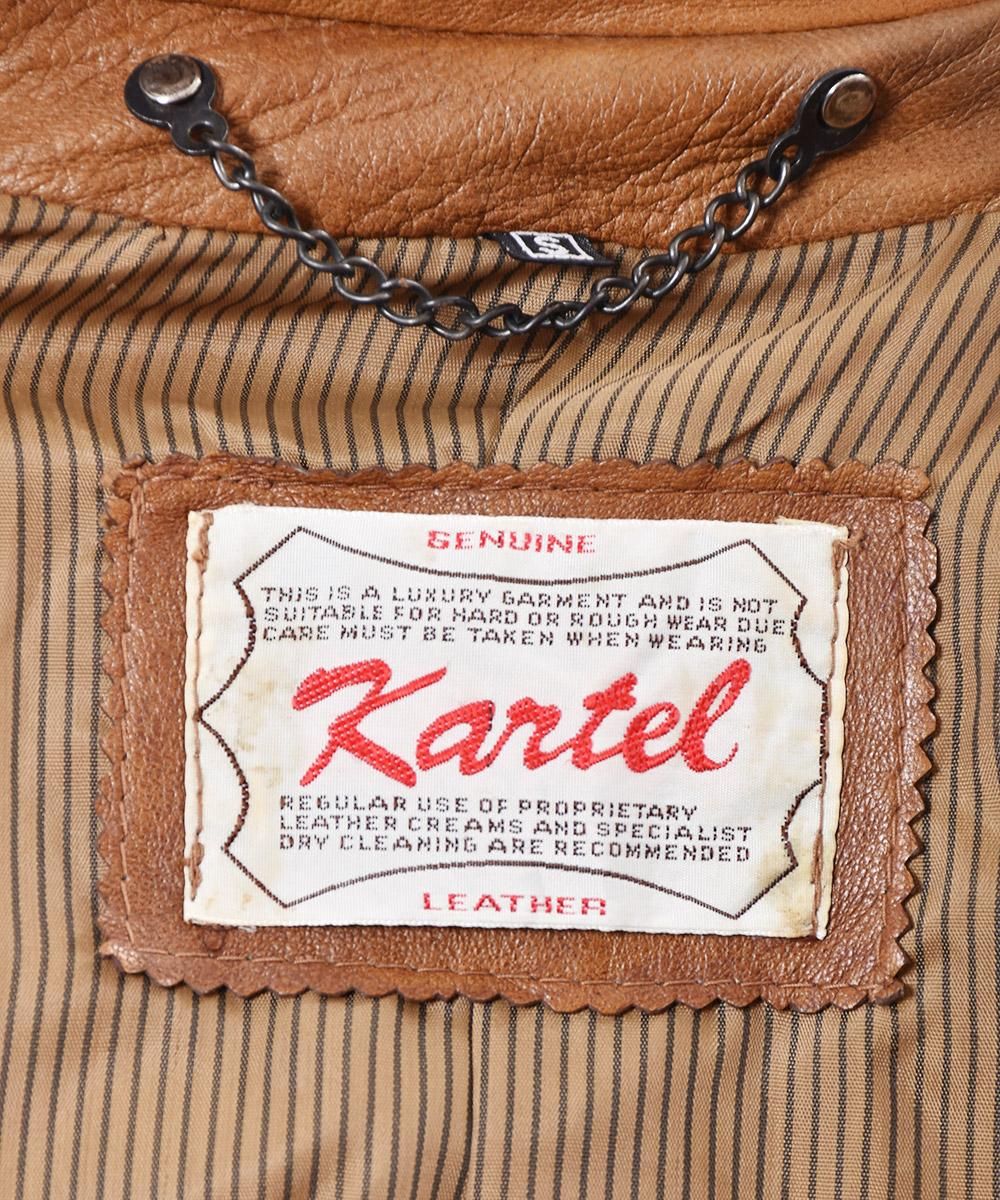 S
GENUINE
THIS IS A LUXURY GARMENT AND IS NOT
SUITABLE FOR HARD OR ROUGH WEAR DUE
CARE MUST BE TAKEN WHEN WEARING
Kartel
REGULAR USE OF PROPRIETARY
LEATHER CREAMS AND SPECIALIST
DRY CLEANING ARE RECOMMENDED
LEATHER